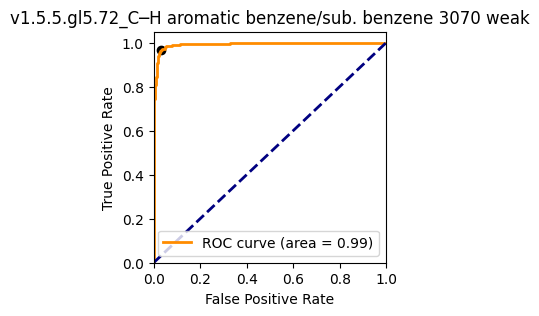 v1.5.5.gl5.72_C─H aromatic benzene/sub. benzene 3070 weak
1.0
0.8
0.6
0.4
0.2
0.0
True Positive Rate
ROC curve (area = 0.99)
0.0 0.2 0.4 0.6 0.8 1.0
False Positive Rate